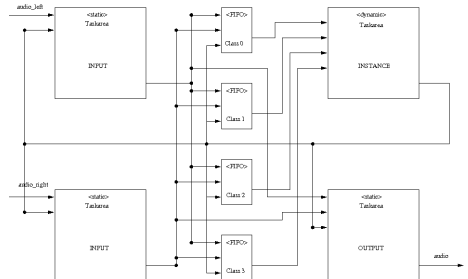 audio_left
<static>
Taskarea
INPUT
<FIFO>
Class 0
<dynamic>
Taskarea
INSTANCE
<FIFO>
Class 1
audio_right
<static>
Taskarea
INPUT
<FIFO>
Class 2
<static>
Taskarea
OUTPUT
<FIFO>
Class 3
audio